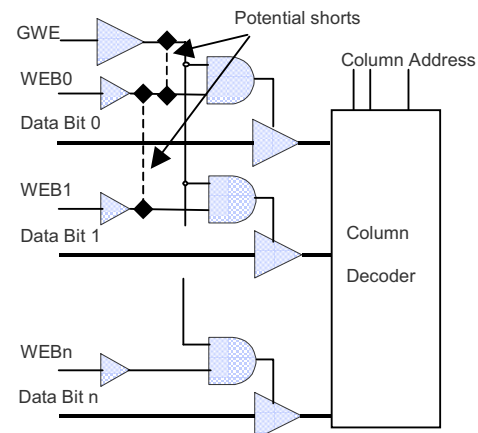 Potential shorts
GWE
Column Address
WEB0
Data Bit 0
WEB1
Data Bit 1
Column
Decoder
WEBn
Data Bit n